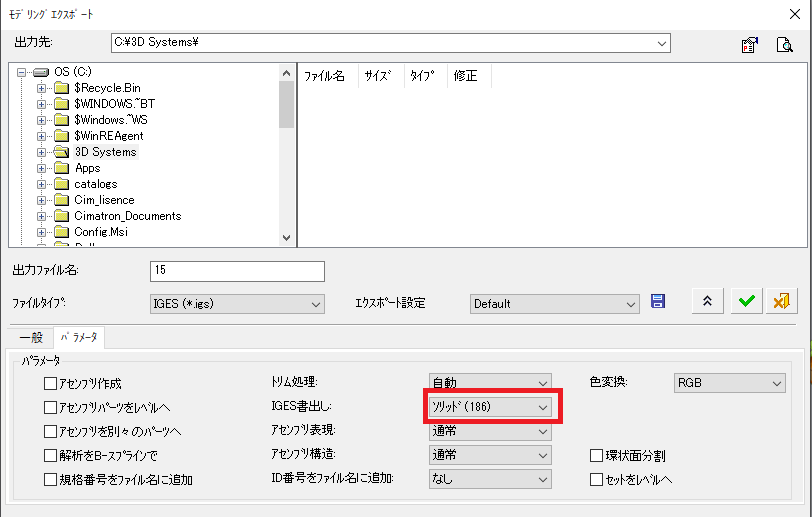 ﾓﾃﾞﾘﾝｸﾞｴｸｽﾎﾟｰﾄ
出力先:
C:¥3D Systems¥
OS (C:)
$Recycle.Bin
$WINDOWS.~BT
$Windows.~WS
$WinREAgent
3D Systems
Apps
catalogs
Cim_lisence
Cimatron_Documents
Config.Msi
ファイル名 ｻｲｽﾞ ﾀｲﾌﾟ 修正
出力ファイル名:
15
ﾌｧｲﾙﾀｲﾌﾟ:
IGES (*.igs)
ｴｸｽﾎﾟｰﾄ設定
Default
一般 ﾊﾟﾗﾒｰﾀ
ﾊﾟﾗﾒｰﾀ
ｱｾﾝﾌﾞﾘ作成
ｱｾﾝﾌﾞﾘﾊﾟｰﾂをﾚﾍﾞﾙへ
ｱｾﾝﾌﾞﾘを別々のﾊﾟｰﾂへ
解析をB-ｽﾌﾟﾗｲﾝで
規格番号をﾌｧｲﾙ名に追加
ﾄﾘﾑ処理: 自動
IGES書出し: ｿﾘｯﾄﾞ(186)
ｱｾﾝﾌﾞﾘ表現: 通常
ｱｾﾝﾌﾞﾘ構造: 通常
ID番号をﾌｧｲﾙ名に追加: なし
色変換: RGB
環状面分割
ｾｯﾄをﾚﾍﾞﾙへ